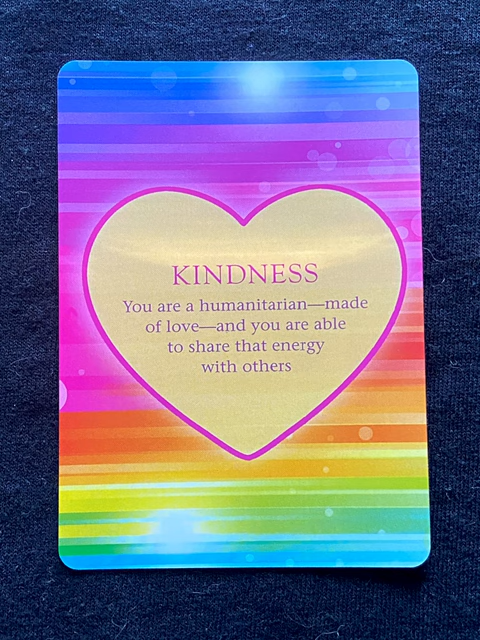 KINDNESS
You are a humanitarian—made
of love—and you are able
to share that energy
with others